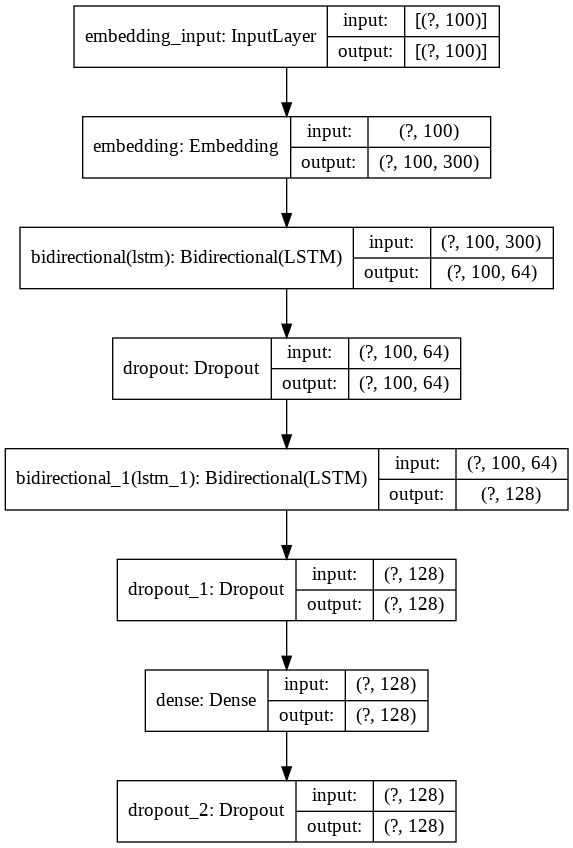 embedding_input: InputLayer
input:
[(?, 100)]
output:
[(?, 100)]
embedding: Embedding
input:
(?, 100)
output:
(?, 100, 300)
bidirectional(lstm): Bidirectional(LSTM)
input:
(?, 100, 300)
output:
(?, 100, 64)
dropout: Dropout
input:
(?, 100, 64)
output:
(?, 100, 64)
bidirectional_1(lstm_1): Bidirectional(LSTM)
input:
(?, 100, 64)
output:
(?, 128)
dropout_1: Dropout
input:
(?, 128)
output:
(?, 128)
dense: Dense
input:
(?, 128)
output:
(?, 128)
dropout_2: Dropout
input:
(?, 128)
output:
(?, 128)